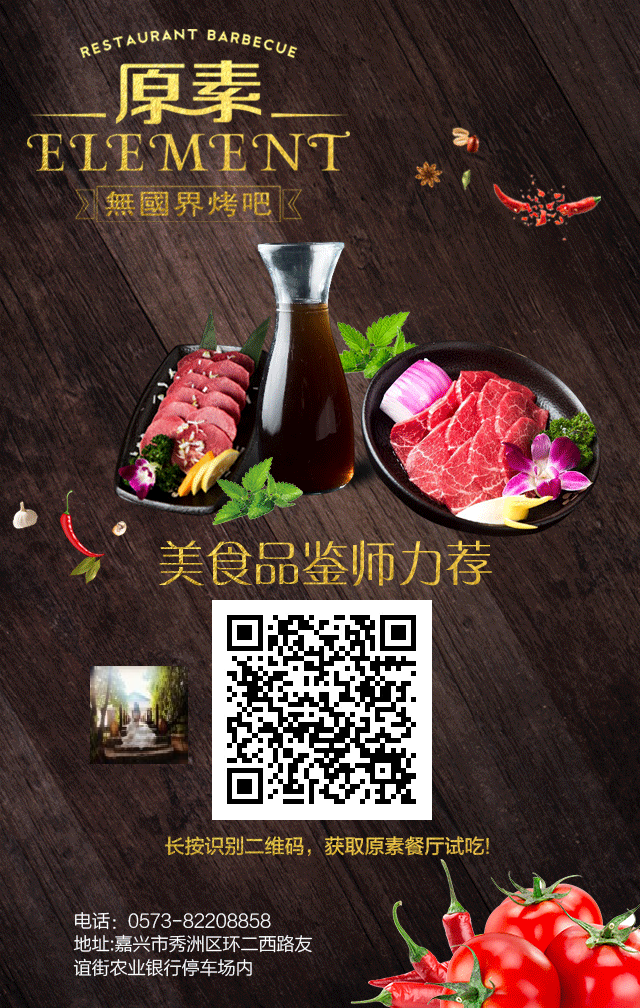 RESTAURANT BARBECUE
原素
ELEMENT
無國界烤吧
美食品鉴师力荐
长按识别二维码，获取原素餐厅试吃!
电话：0573-82208858
地址:嘉兴市秀洲区环二西路友
谊街农业银行停车场内